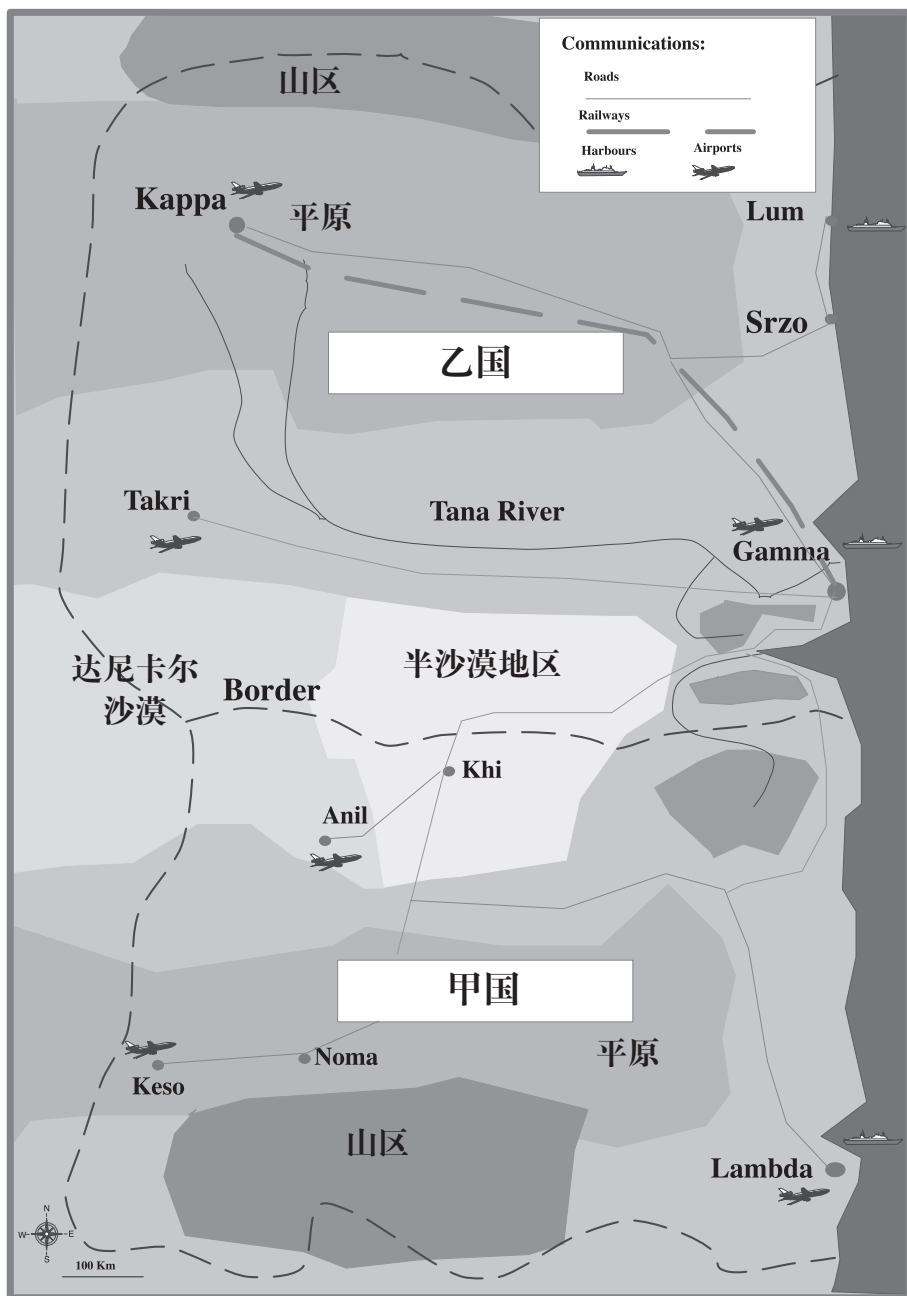 Communications:
Roads
Railways
Harbours
Airports
山区
Kappa
平原
Lum
Srzo
乙国
Takri
Tana River
Gamma
达尼卡尔
沙漠
半沙漠地区
Border
Khi
Anil
甲国
Noma
平原
Keso
山区
Lambda
N
W
E
S
100 Km